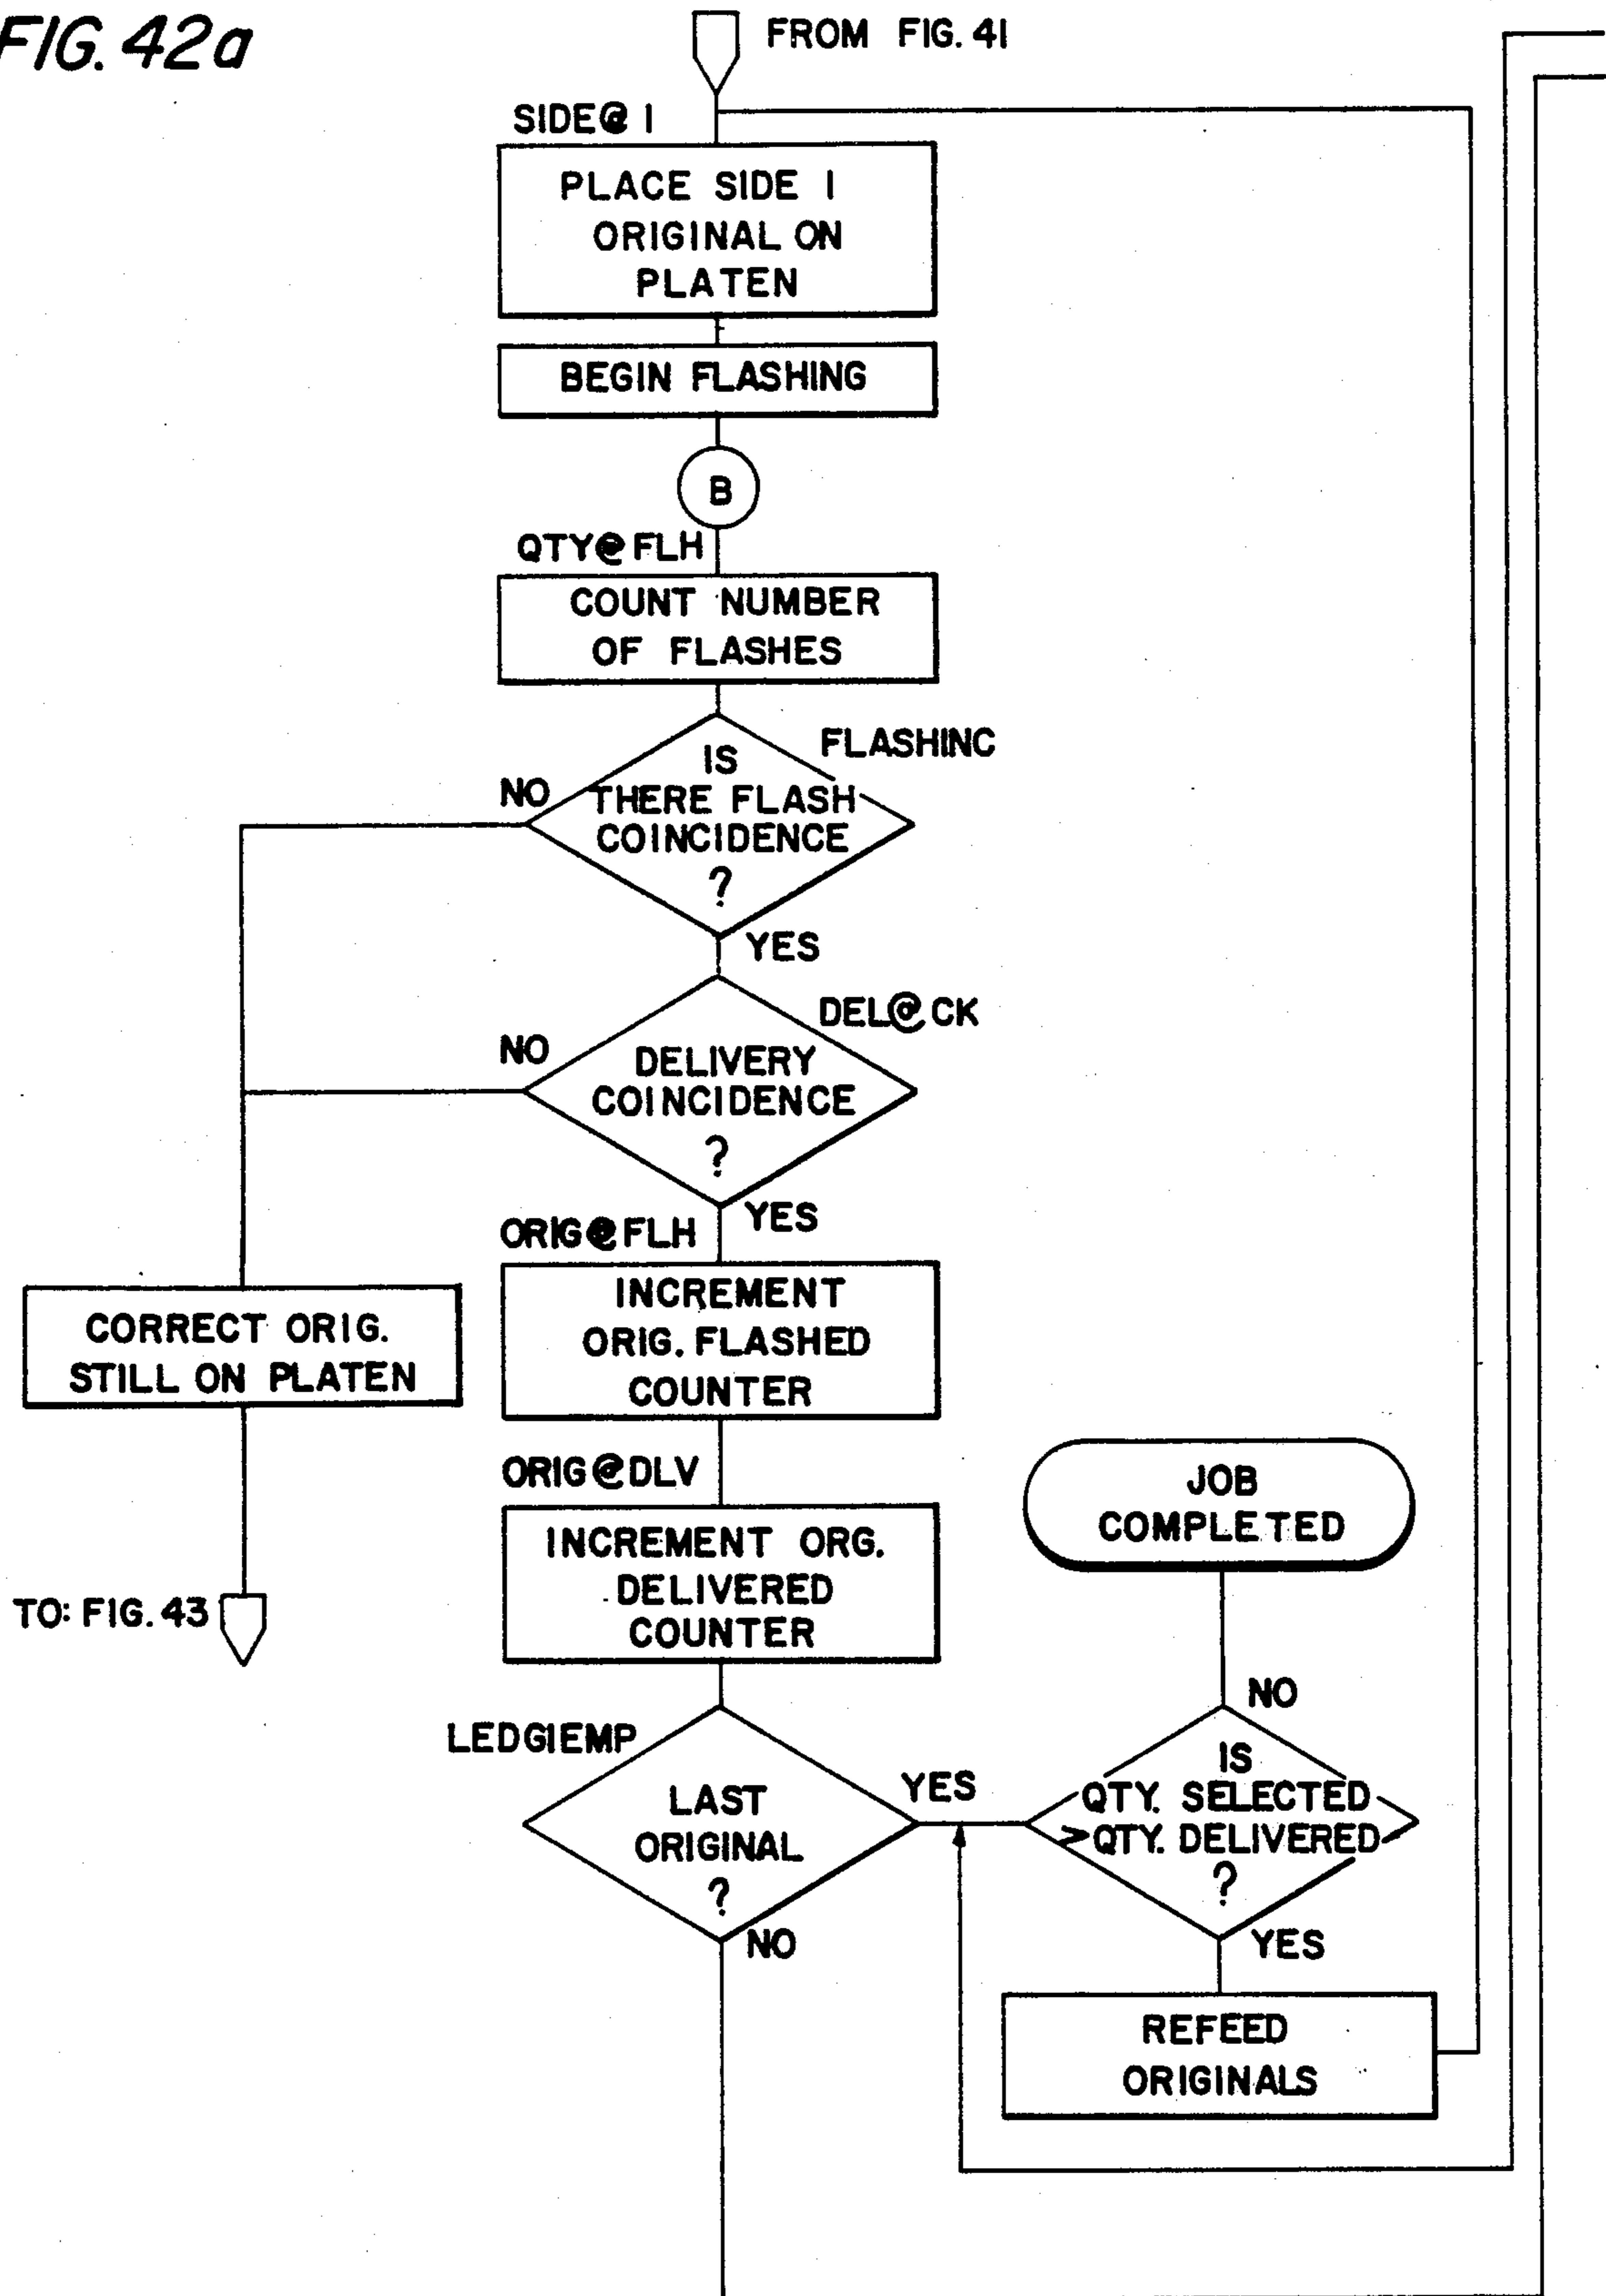 FIG. 42a
FROM FIG. 41
SIDE@ 1
PLACE SIDE 1
ORIGINAL ON
PLATEN
BEGIN FLASHING
B
QTY@FLH
COUNT NUMBER
OF FLASHES
FLASHINC
IS
THERE FLASH
COINCIDENCE
?
NO
YES
DEL@CK
NO
DELIVERY
COINCIDENCE
?
YES
ORIG@FLH
INCREMENT
ORIG. FLASHED
COUNTER
CORRECT ORIG.
STILL ON PLATEN
TO: FIG. 43
ORIG@DLV
INCREMENT ORG.
DELIVERED
COUNTER
JOB
COMPLETED
LEDGIEMP
LAST
ORIGINAL
?
YES
NO
NO
IS
QTY. SELECTED
>QTY. DELIVERED
?
YES
REFEED
ORIGINALS